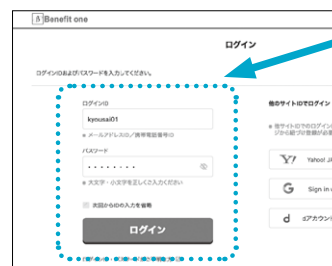 Benefit one
ログイン
ログインIDおよびパスワードを入力してください。
ログインID
kyousai01
※ メールアドレスID／携帯電話番号ID
パスワード
••••••••
※ 大文字・小文字を正しく入力ください
次回からIDの入力を省略
ログイン
他のサイトIDでログイン
Yahoo! JA
Sign in
dアカウン